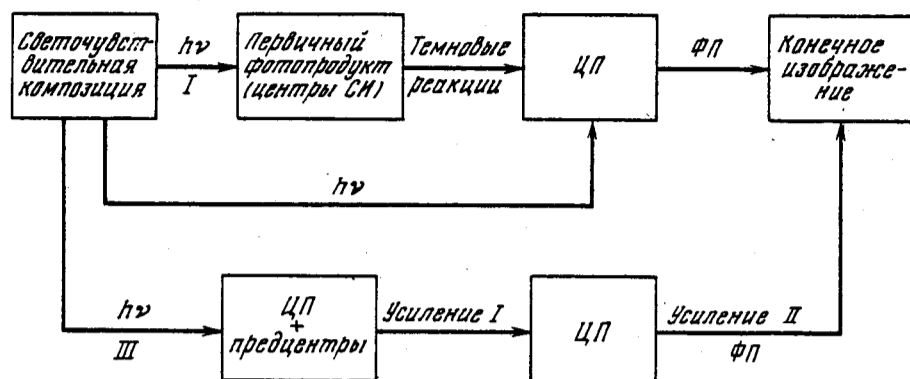 Светочувст-
вительная
композиция
hν
I
Первичный
фотопродукт
(центры СИ)
Темновые
реакции
ЦП
ФП
Конечное
изображе-
ние
hν
hν
III
ЦП
+
предцентры
Усиление I
ЦП
Усиление II
ФП